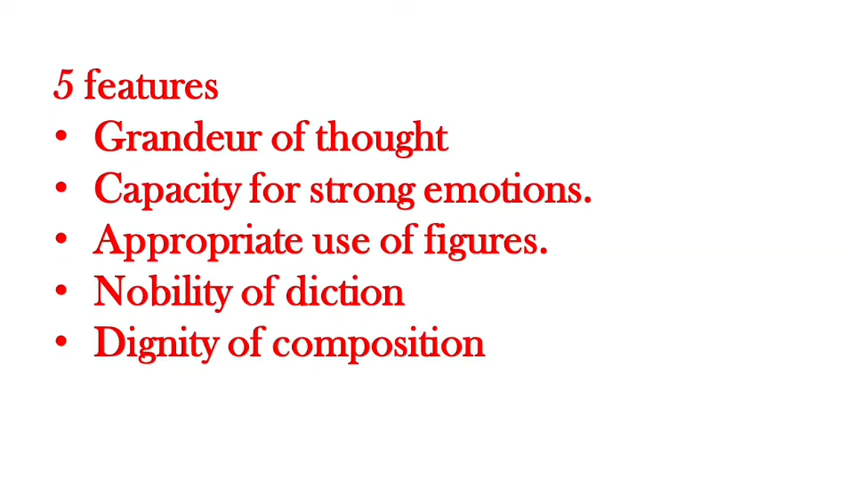 5 features
• Grandeur of thought
• Capacity for strong emotions.
• Appropriate use of figures.
• Nobility of diction
• Dignity of composition